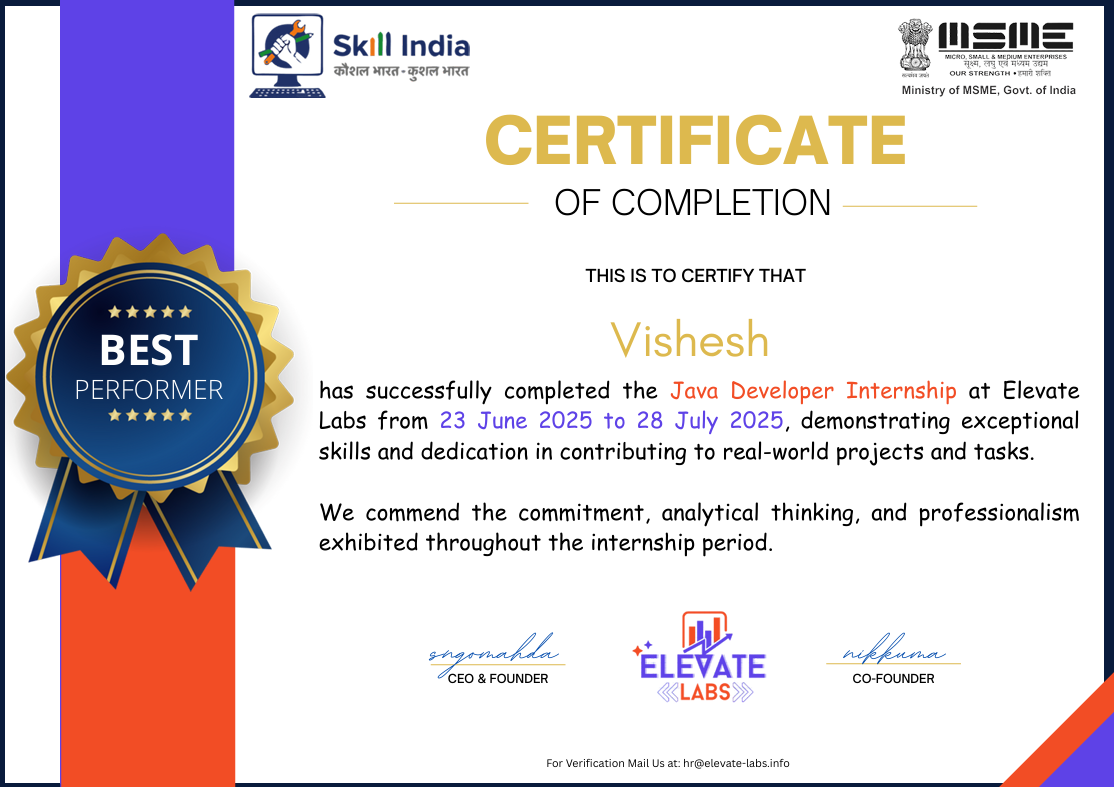 Skill India
कौशल भारत - कुशल भारत
सत्यमेव जयते
MSME
MICRO, SMALL & MEDIUM ENTERPRISES
सूक्ष्म, लघु एवं मध्यम उद्यम
OUR STRENGTH • हमारी शक्ति
Ministry of MSME, Govt. of India
CERTIFICATE
OF COMPLETION
THIS IS TO CERTIFY THAT
BEST
PERFORMER
Vishesh
has successfully completed the Java Developer Internship at Elevate
Labs from 23 June 2025 to 28 July 2025, demonstrating exceptional
skills and dedication in contributing to real-world projects and tasks.
We commend the commitment, analytical thinking, and professionalism
exhibited throughout the internship period.
sngomahda
CEO & FOUNDER
ELEVATE
LABS
nikkuma
CO-FOUNDER
For Verification Mail Us at: hr@elevate-labs.info